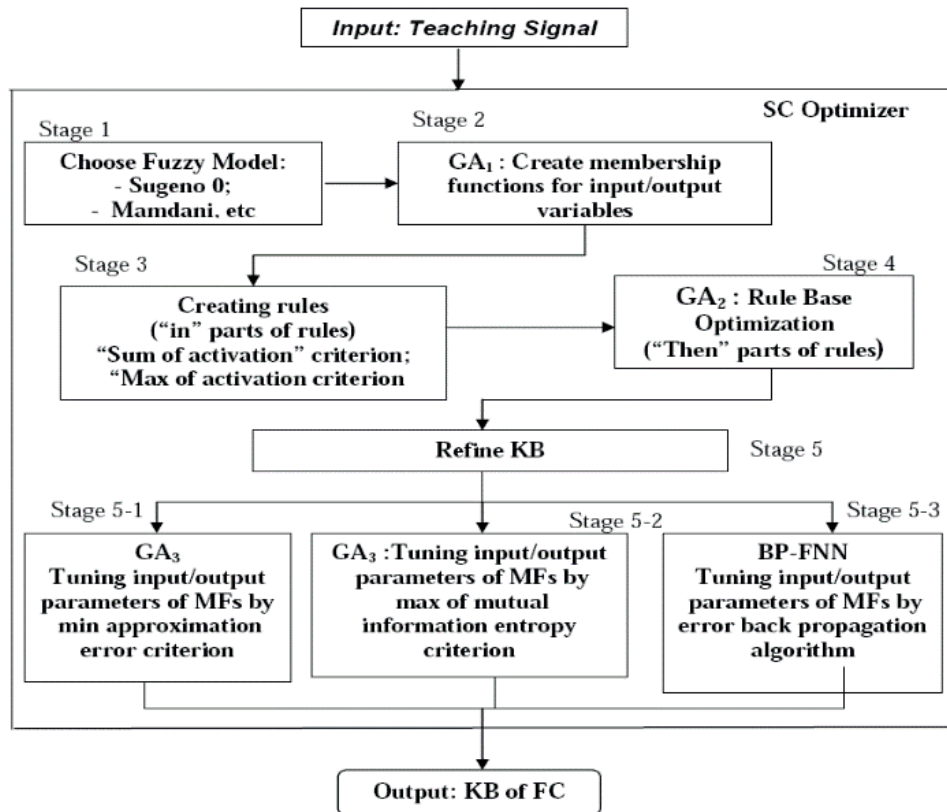 Input: Teaching Signal
SC Optimizer
Stage 1
Choose Fuzzy Model:
- Sugeno 0;
- Mamdani, etc
Stage 2
GA₁ : Create membership
functions for input/output
variables
Stage 3
Creating rules
(“in” parts of rules)
“Sum of activation” criterion;
“Max of activation criterion
Stage 4
GA₂ : Rule Base
Optimization
(“Then” parts of rules)
Refine KB
Stage 5
Stage 5-1
GA₃
Tuning input/output
parameters of MFs by
min approximation
error criterion
Stage 5-2
GA₃ :Tuning input/output
parameters of MFs by
max of mutual
information entropy
criterion
Stage 5-3
BP-FNN
Tuning input/output
parameters of MFs by
error back propagation
algorithm
Output: KB of FC